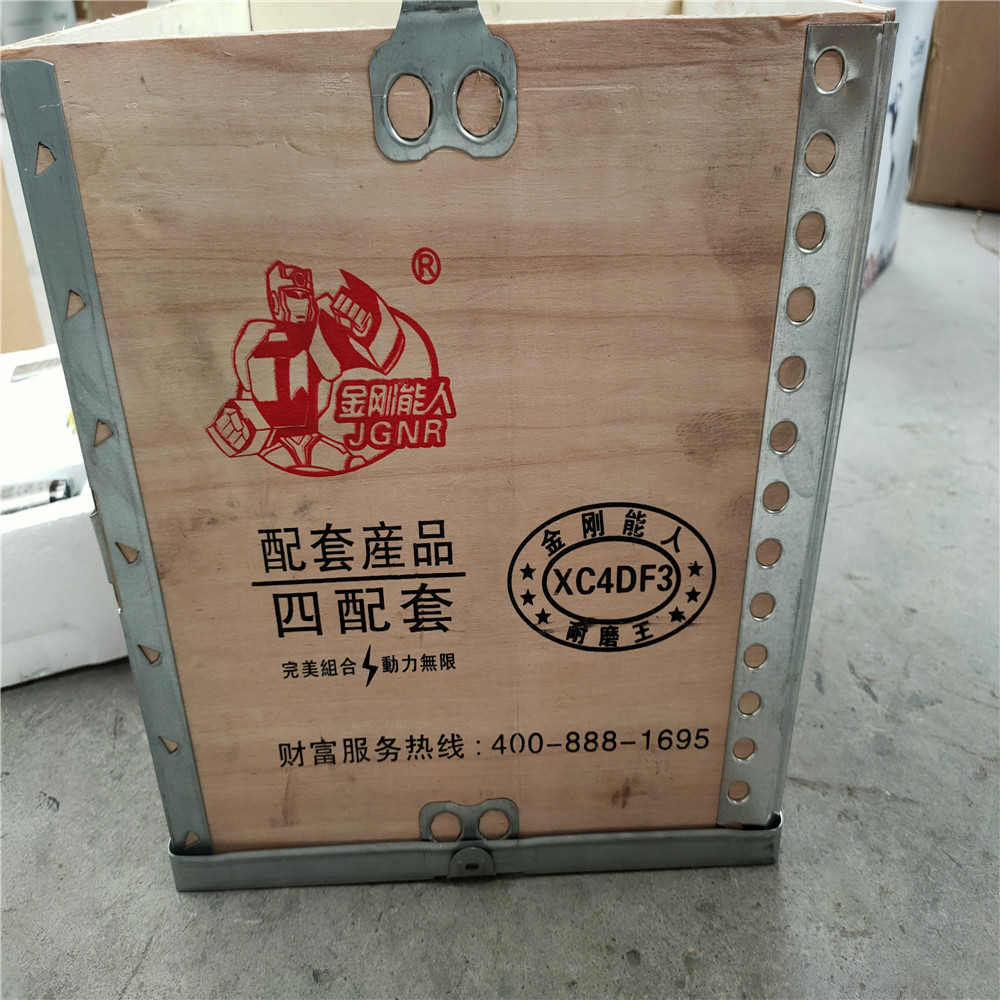 ®
金刚能人
JGNR
配套産品
四配套
完美組合 動力無限
金刚能人
XC4DF3
耐磨王
财富服务热线:400-888-1695